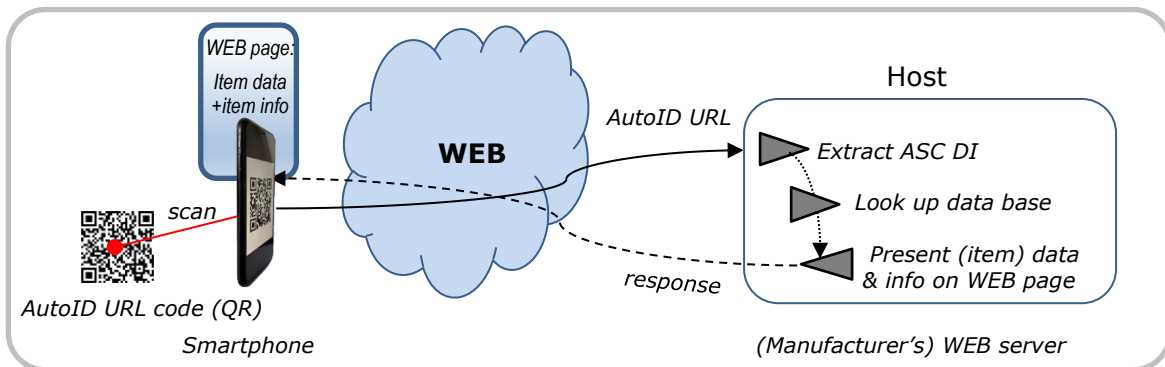 WEB page:
Item data
+item info
Host
AutoID URL
WEB
Extract ASC DI
scan
Look up data base
Present (item) data
& info on WEB page
response
AutoID URL code (QR)
Smartphone
(Manufacturer's) WEB server